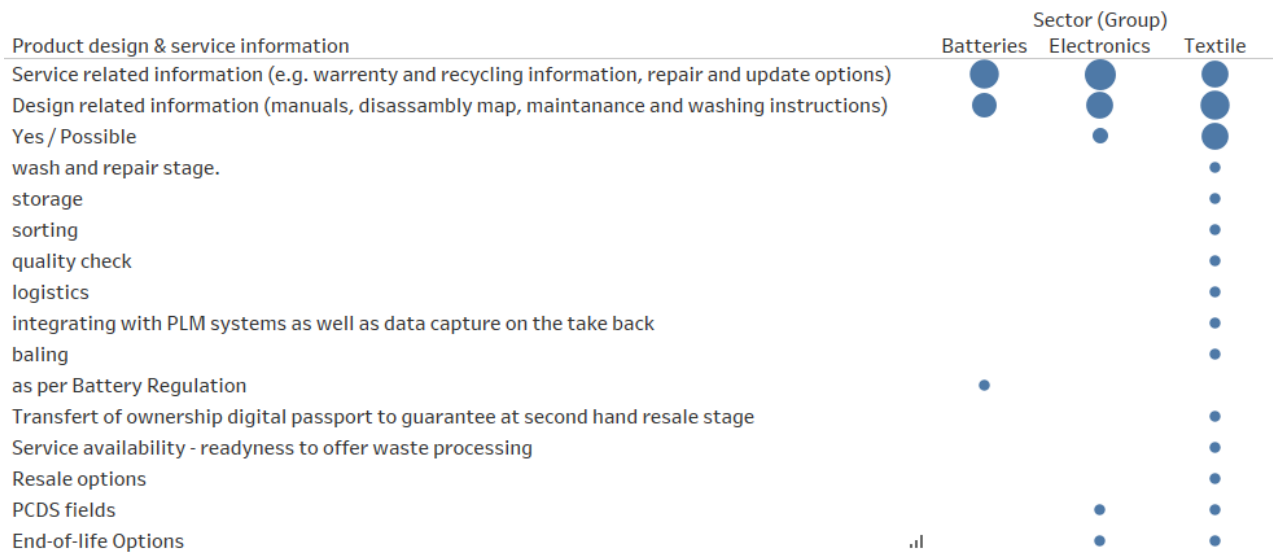 Sector (Group)
Product design & service information Batteries Electronics Textile
Service related information (e.g. warrenty and recycling information, repair and update options)
Design related information (manuals, disassambly map, maintanance and washing instructions)
Yes / Possible
wash and repair stage.
storage
sorting
quality check
logistics
integrating with PLM systems as well as data capture on the take back
baling
as per Battery Regulation
Transfert of ownership digital passport to guarantee at second hand resale stage
Service availability - readyness to offer waste processing
Resale options
PCDS fields
End-of-life Options